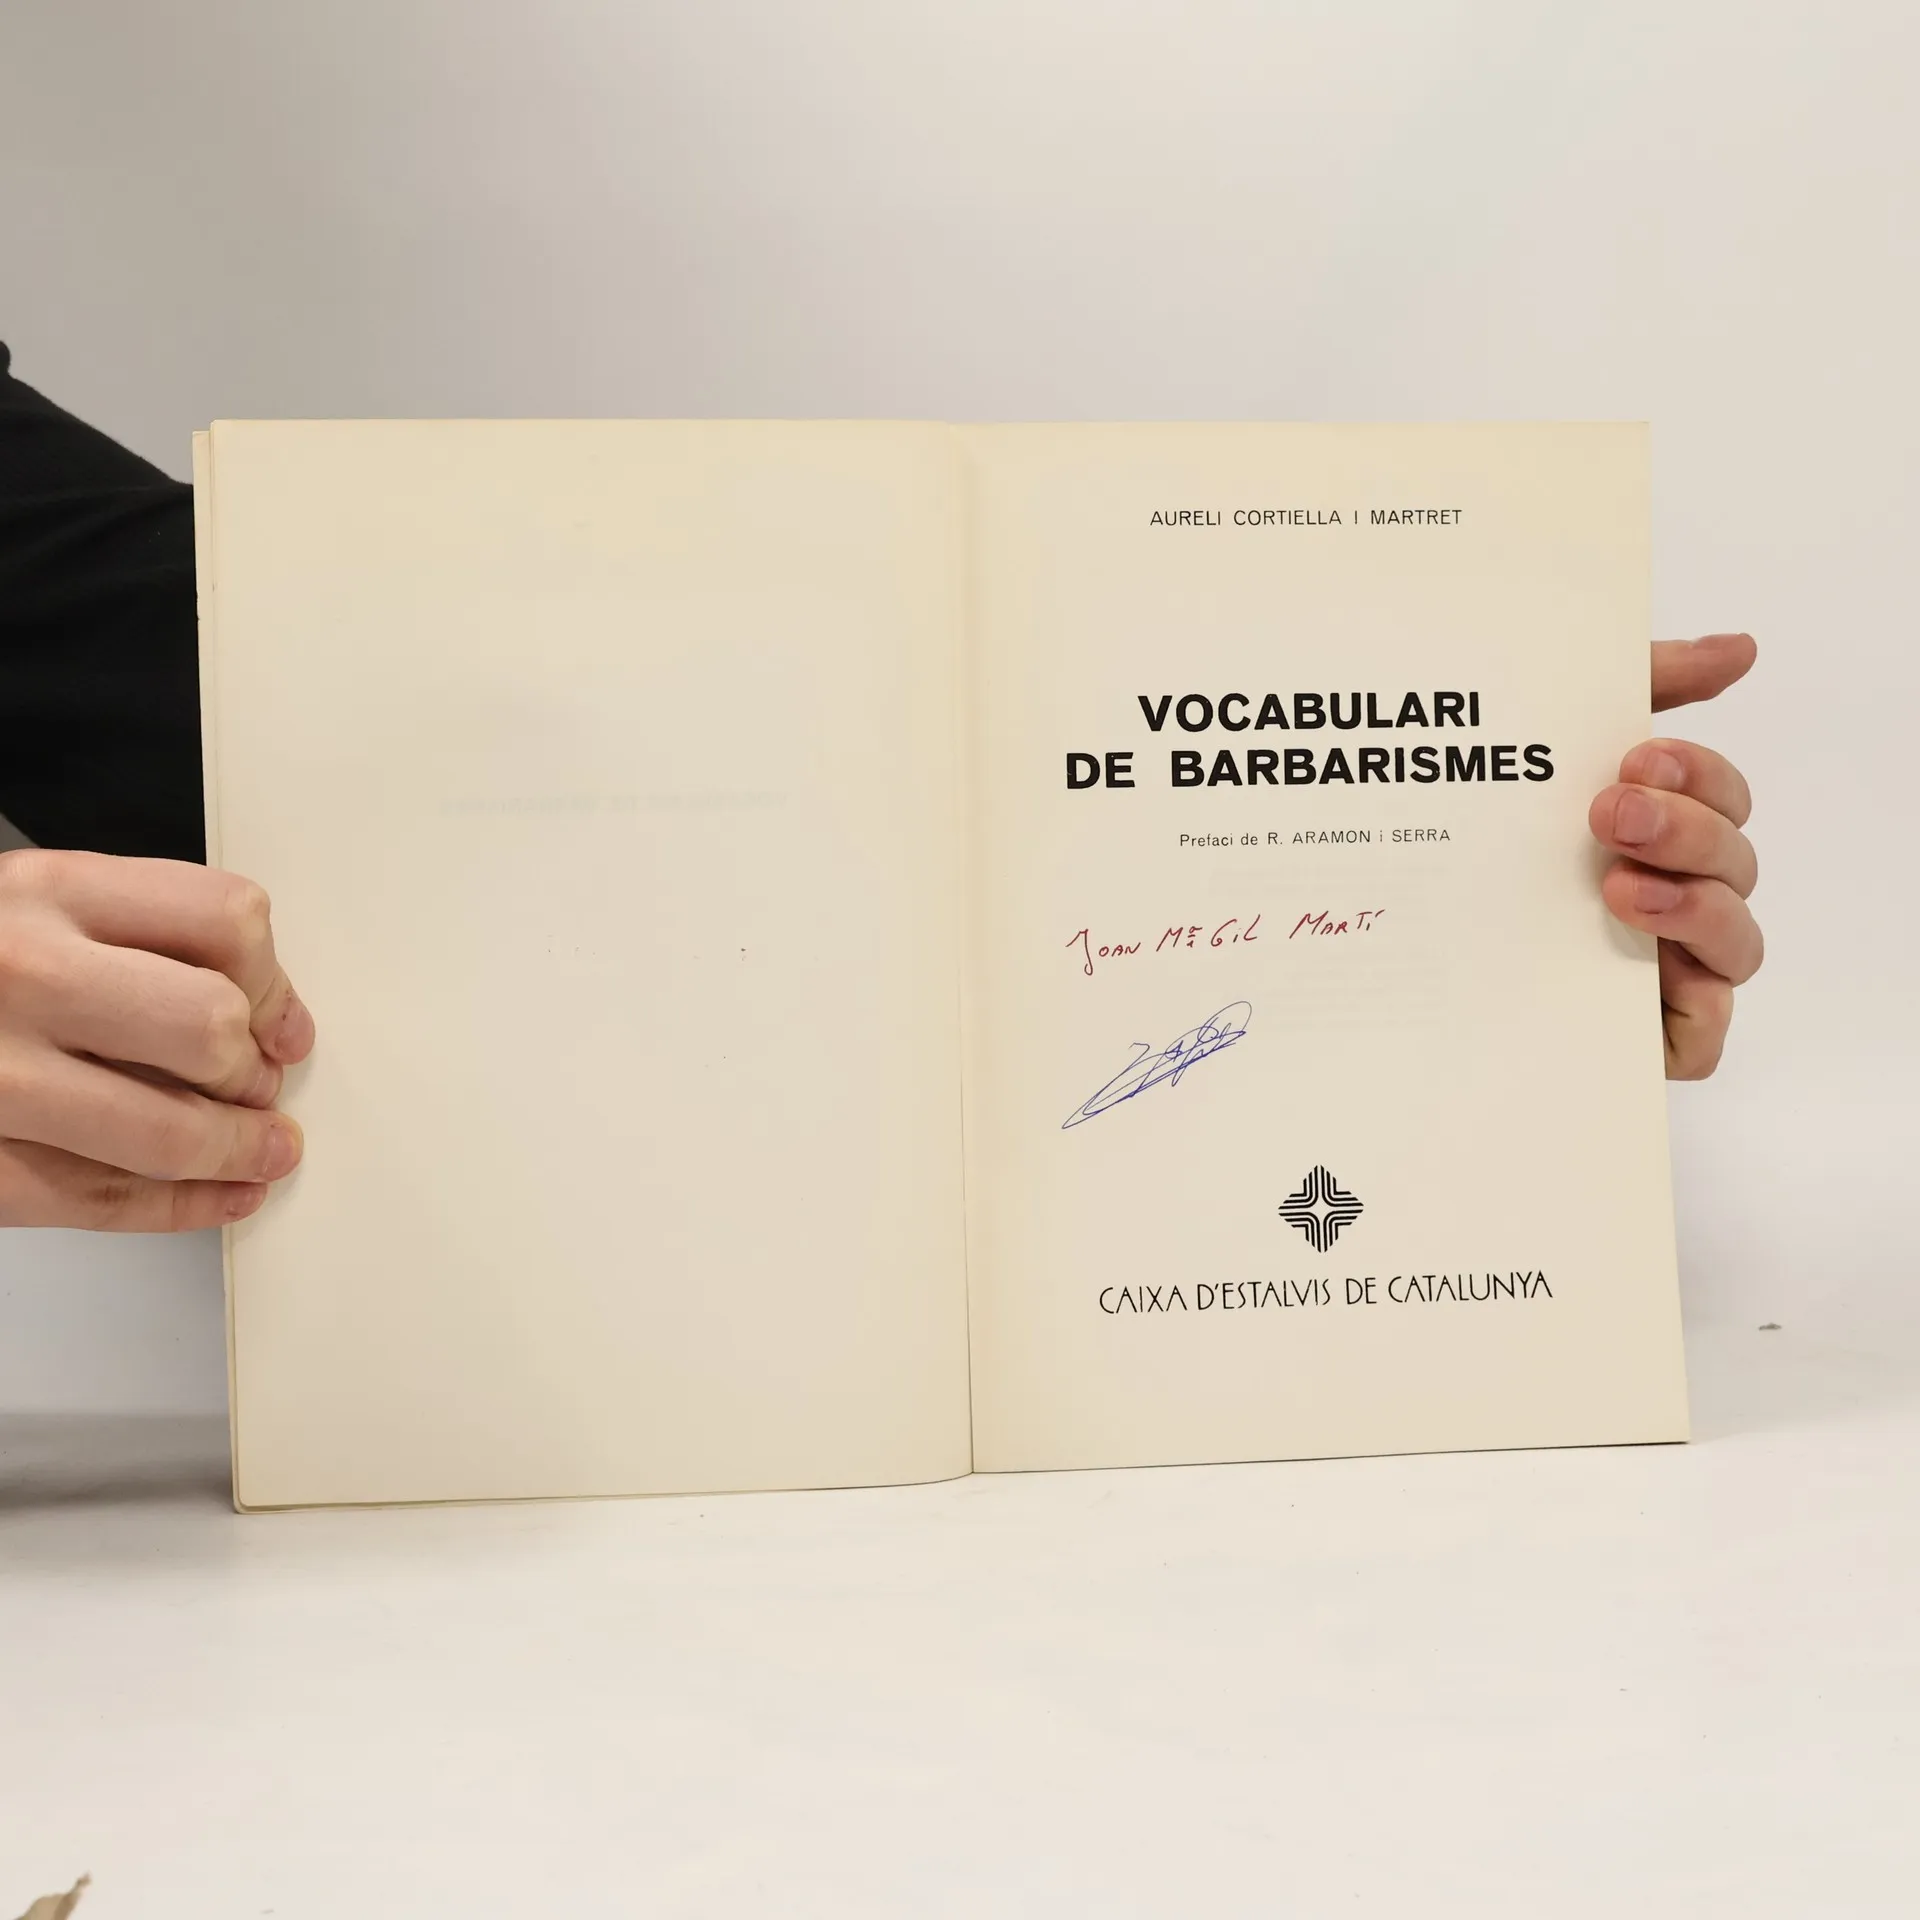 AURELI CORTIELLA I MARTRET
VOCABULARI
DE BARBARISMES
Prefaci de R. ARAMON i SERRA
JOAN Mª GIL MARTÍ
CAIXA D'ESTALVIS DE CATALUNYA